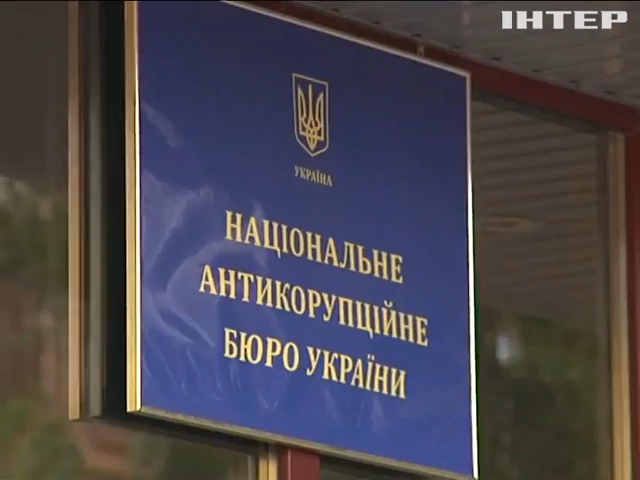 ІНТЕР
УКРАЇНА
НАЦІОНАЛЬНЕ
АНТИКОРУПЦІЙНЕ
БЮРО УКРАЇНИ